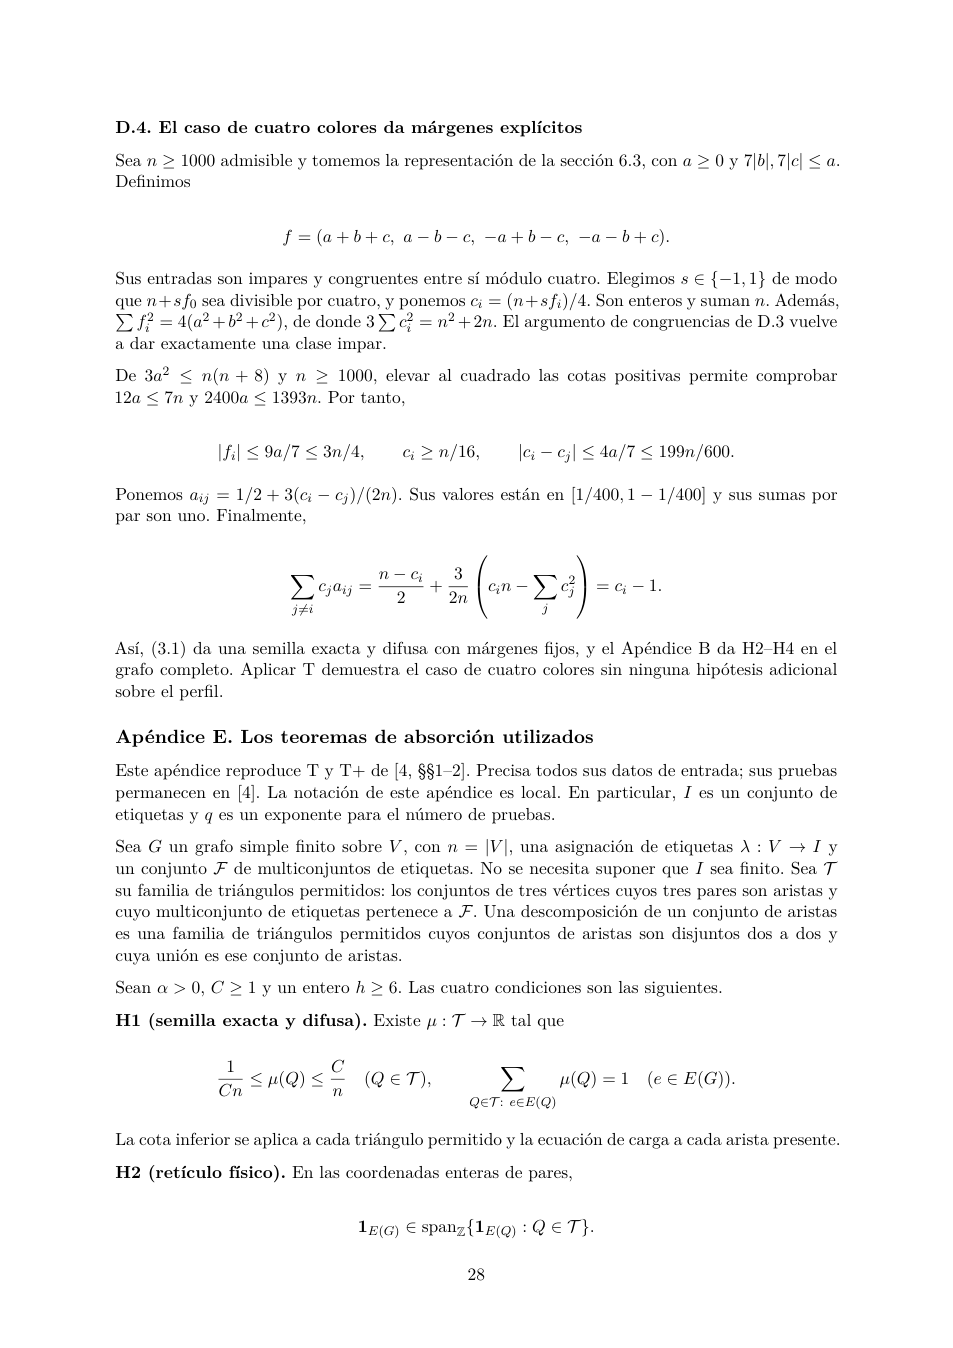 D.4. El caso de cuatro colores da márgenes explícitos
Sea n ≥ 1000 admisible y tomemos la representación de la sección 6.3, con a ≥ 0 y 7|b|, 7|c| ≤ a.
Definimos
f = (a + b + c, a − b − c, −a + b − c, −a − b + c).
Sus entradas son impares y congruentes entre sí módulo cuatro. Elegimos s ∈ {−1, 1} de modo
que n+sf₀ sea divisible por cuatro, y ponemos cᵢ = (n+sfᵢ)/4. Son enteros y suman n. Además,
∑ fᵢ² = 4(a² + b² + c²), de donde 3 ∑ cᵢ² = n² + 2n. El argumento de congruencias de D.3 vuelve
a dar exactamente una clase impar.
De 3a² ≤ n(n + 8) y n ≥ 1000, elevar al cuadrado las cotas positivas permite comprobar
12a ≤ 7n y 2400a ≤ 1393n. Por tanto,
|fᵢ| ≤ 9a/7 ≤ 3n/4, cᵢ ≥ n/16, |cᵢ − cⱼ| ≤ 4a/7 ≤ 199n/600.
Ponemos aᵢⱼ = 1/2 + 3(cᵢ − cⱼ)/(2n). Sus valores están en [1/400, 1 − 1/400] y sus sumas por
par son uno. Finalmente,
∑_{j≠i} cⱼaᵢⱼ = (n − cᵢ)/2 + 3/(2n) (cᵢn − ∑_j cⱼ²) = cᵢ − 1.
Así, (3.1) da una semilla exacta y difusa con márgenes fijos, y el Apéndice B da H2–H4 en el
grafo completo. Aplicar T demuestra el caso de cuatro colores sin ninguna hipótesis adicional
sobre el perfil.
Apéndice E. Los teoremas de absorción utilizados
Este apéndice reproduce T y T+ de [4, §§1–2]. Precisa todos sus datos de entrada; sus pruebas
permanecen en [4]. La notación de este apéndice es local. En particular, I es un conjunto de
etiquetas y q es un exponente para el número de pruebas.
Sea G un grafo simple finito sobre V, con n = |V|, una asignación de etiquetas λ : V → I y
un conjunto ℱ de multiconjuntos de etiquetas. No se necesita suponer que I sea finito. Sea 𝒯
su familia de triángulos permitidos: los conjuntos de tres vértices cuyos tres pares son aristas y
cuyo multiconjunto de etiquetas pertenece a ℱ. Una descomposición de un conjunto de aristas
es una familia de triángulos permitidos cuyos conjuntos de aristas son disjuntos dos a dos y
cuya unión es ese conjunto de aristas.
Sean α > 0, C ≥ 1 y un entero h ≥ 6. Las cuatro condiciones son las siguientes.
H1 (semilla exacta y difusa). Existe μ : 𝒯 → ℝ tal que
1/(Cn) ≤ μ(Q) ≤ C/n (Q ∈ 𝒯), ∑_{Q∈𝒯: e∈E(Q)} μ(Q) = 1 (e ∈ E(G)).
La cota inferior se aplica a cada triángulo permitido y la ecuación de carga a cada arista presente.
H2 (retículo físico). En las coordenadas enteras de pares,
𝟏_{E(G)} ∈ span_ℤ{𝟏_{E(Q)} : Q ∈ 𝒯}.
28